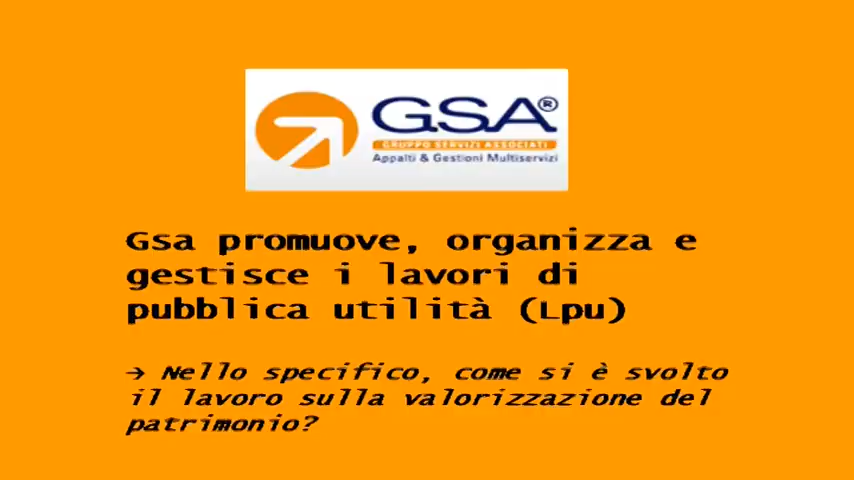 GSA®
GRUPPO SERVIZI ASSOCIATI
Appalti & Gestioni Multiservizi
Gsa promuove, organizza e
gestisce i lavori di
pubblica utilità (Lpu)
→ Nello specifico, come si è svolto
il lavoro sulla valorizzazione del
patrimonio?